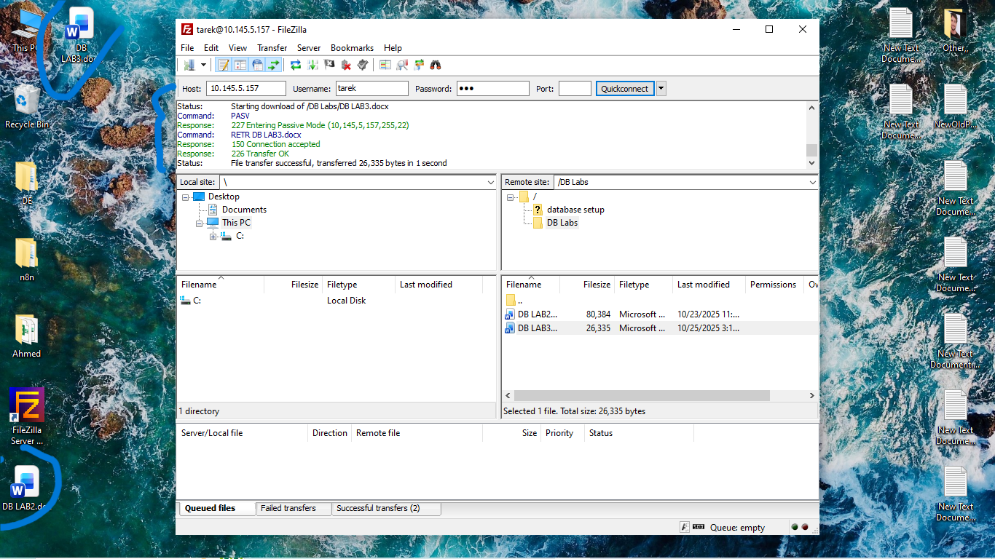 This PC
DB
LAB3.do
Recycle Bin
DE
n8n
Ahmed
FileZilla
Server ...
DB LAB2.do
tarek@10.145.5.157 - FileZilla
File Edit View Transfer Server Bookmarks Help
Host: 10.145.5.157 Username: tarek Password: ●●● Port: Quickconnect
Status: Starting download of /DB Labs/DB LAB3.docx
Command: PASV
Response: 227 Entering Passive Mode (10,145,5,157,255,22)
Command: RETR DB LAB3.docx
Response: 150 Connection accepted
Response: 226 Transfer OK
Status: File transfer successful, transferred 26,335 bytes in 1 second
Local site: \
Desktop
Documents
This PC
C:
Remote site: /DB Labs
/
database setup
DB Labs
Filename Filesize Filetype Last modified
C: Local Disk
1 directory
Filename Filesize Filetype Last modified Permissions Ov
..
DB LAB2... 80,384 Microsoft ... 10/23/2025 11:...
DB LAB3... 26,335 Microsoft ... 10/25/2025 3:1...
Selected 1 file. Total size: 26,335 bytes
Server/Local file Direction Remote file Size Priority Status
Queued files Failed transfers Successful transfers (2)
Queue: empty
New Text
Docume...
Other..
New Text
Docume...
NewOldP...
New Text
Docume...
New Text
Docume...
New Text
Documentn...
New Text
Docume...
New Text
Docume...